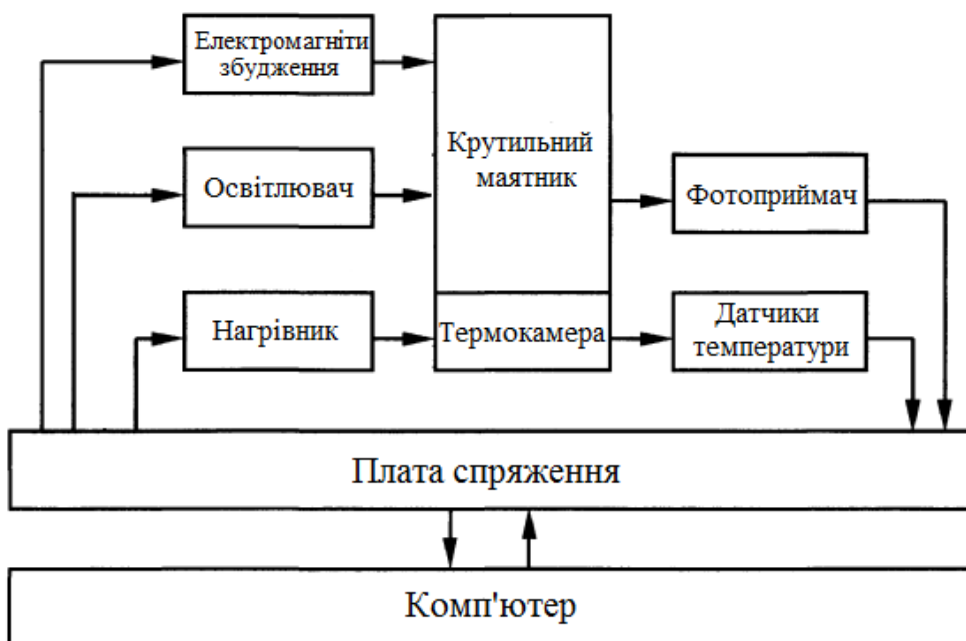 Електромагніти
збудження
Освітлювач
Нагрівник
Крутильний
маятник
Термокамера
Фотоприймач
Датчики
температури
Плата спряження
Комп'ютер